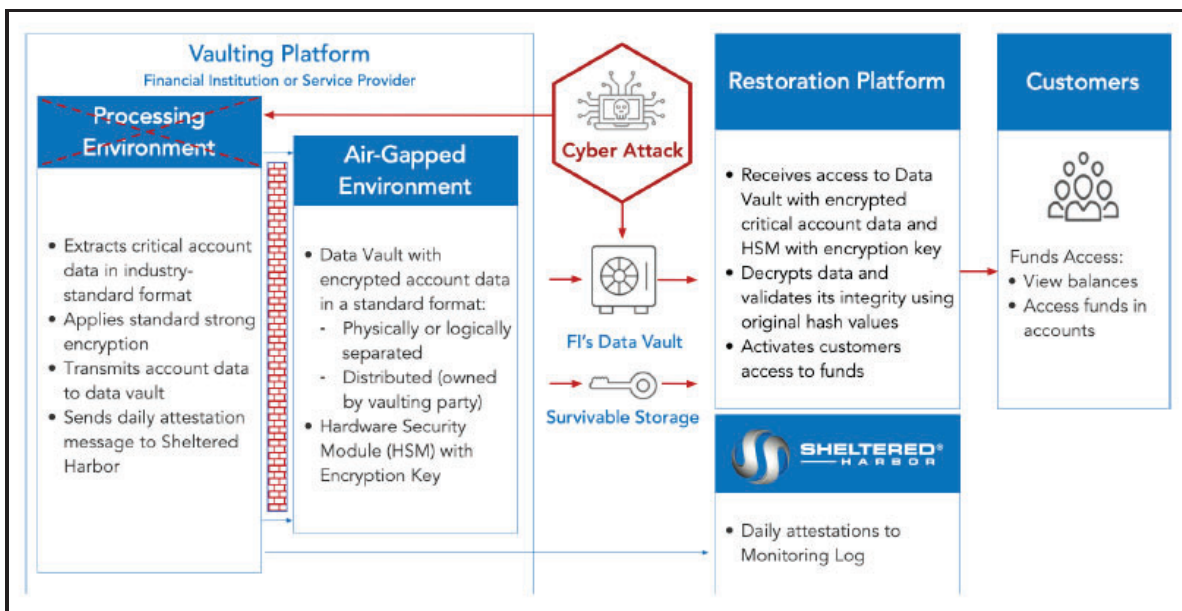 Vaulting Platform
Financial Institution or Service Provider
Processing
Environment
• Extracts critical account
data in industry-
standard format
• Applies standard strong
encryption
• Transmits account data
to data vault
• Sends daily attestation
message to Sheltered
Harbor
Air-Gapped
Environment
• Data Vault with
encrypted account data
in a standard format:
- Physically or logically
separated
- Distributed (owned
by vaulting party)
• Hardware Security
Module (HSM) with
Encryption Key
Cyber Attack
FI's Data Vault
Survivable Storage
Restoration Platform
• Receives access to Data
Vault with encrypted
critical account data and
HSM with encryption key
• Decrypts data and
validates its integrity using
original hash values
• Activates customers
access to funds
SHELTERED®
HARBOR
• Daily attestations to
Monitoring Log
Customers
Funds Access:
• View balances
• Access funds in
accounts